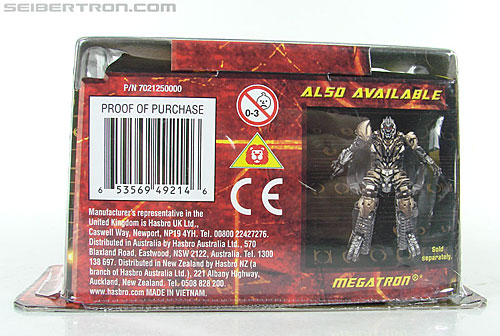 SEIBERTRON.COM
P/N 7021250000
PROOF OF PURCHASE
6 53569 49214 6
0-3
CE
ALSO AVAILABLE
Manufacturer's representative in the
United Kingdom is Hasbro UK Ltd.,
Caswell Way, Newport, NP19 4YH. Tel. 00800 22427276.
Distributed in Australia by Hasbro Australia Ltd., 570
Blaxland Road, Eastwood, NSW 2122, Australia. Tel. 1300
138 697. Distributed in New Zealand by Hasbro NZ (a
branch of Hasbro Australia Ltd.), 221 Albany Highway,
Auckland, New Zealand. Tel. 0508 828 200.
www.hasbro.com MADE IN VIETNAM.
Sold
separately.
MEGATRON®*